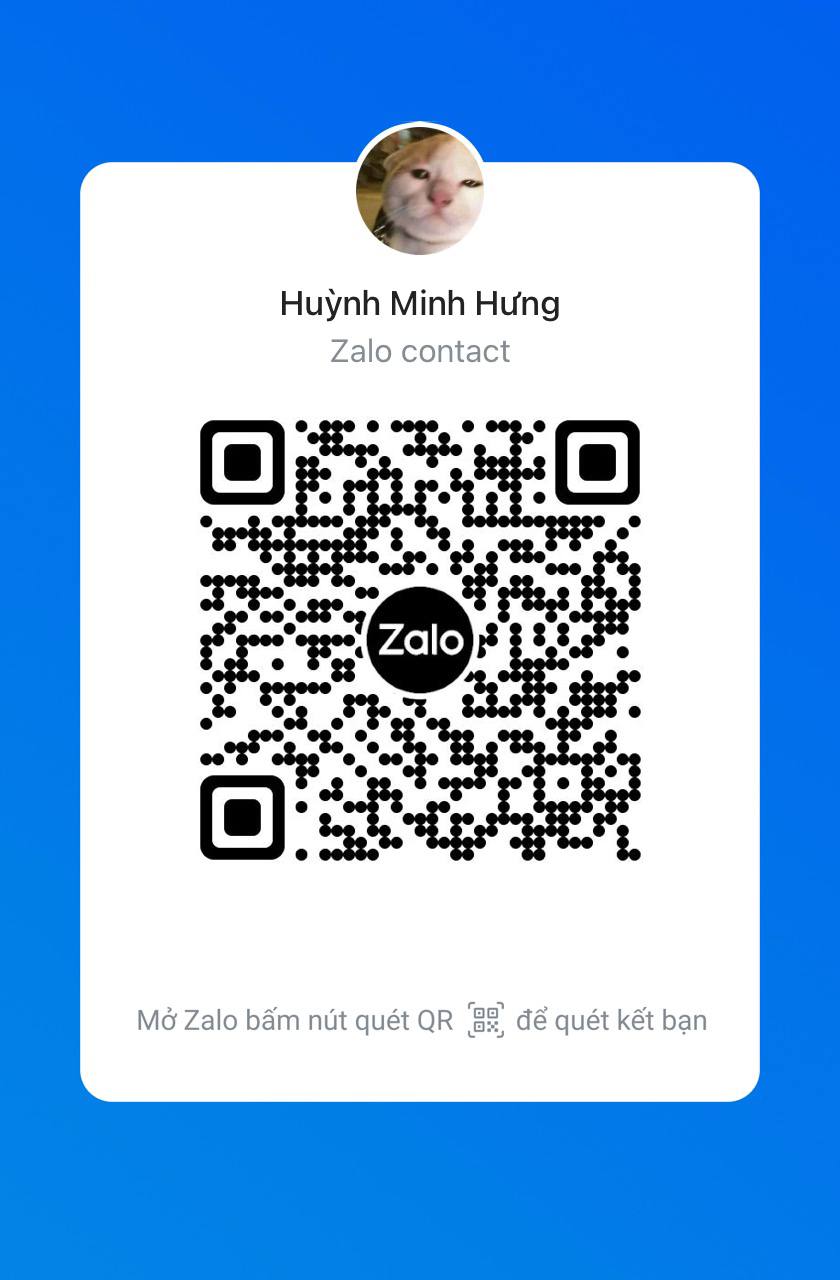 Huỳnh Minh Hưng
Zalo contact
Zalo
Mở Zalo bấm nút quét QR để quét kết bạn